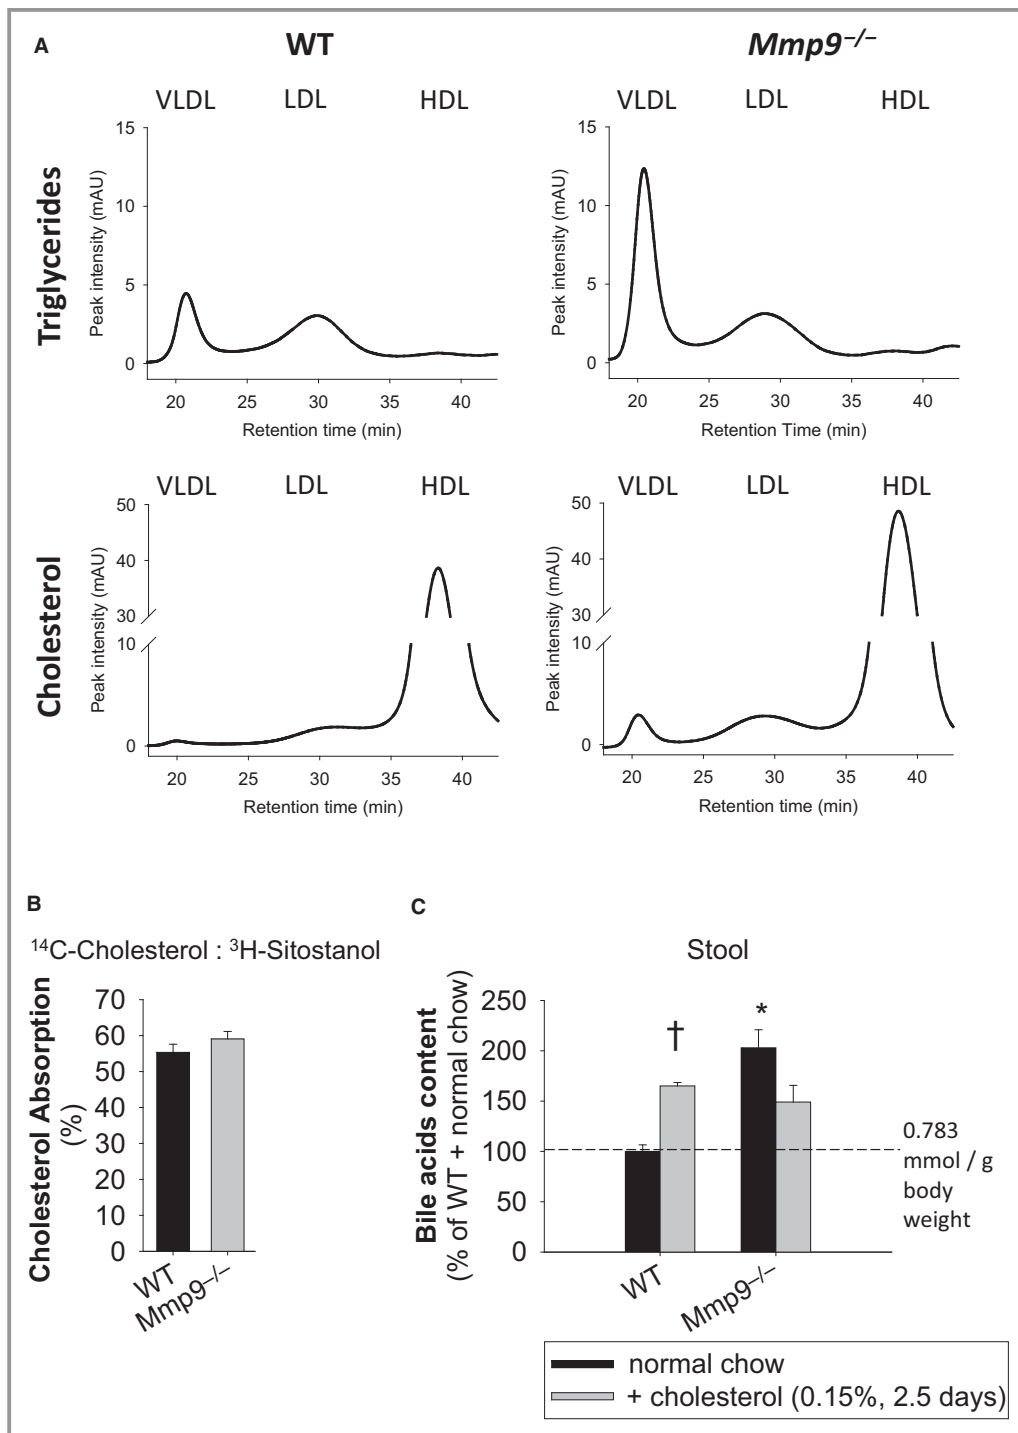 A
WT
Mmp9–/–
VLDL LDL HDL
VLDL LDL HDL
Triglycerides
Peak intensity (mAU)
15
10
5
0
20 25 30 35 40
Retention time (min)
Peak intensity (mAU)
15
10
5
0
20 25 30 35 40
Retention Time (min)
VLDL LDL HDL
VLDL LDL HDL
Cholesterol
Peak intensity (mAU)
50
40
30
10
0
20 25 30 35 40
Retention time (min)
Peak intensity (mAU)
50
40
30
10
0
20 25 30 35 40
Retention time (min)
B
14C-Cholesterol : 3H-Sitostanol
Cholesterol Absorption
(%)
70
60
50
40
30
20
10
0
WT
Mmp9–/–
C
Stool
Bile acids content
(% of WT + normal chow)
250
200
150
100
50
0
†
*
0.783
mmol / g
body
weight
WT
Mmp9–/–
normal chow
+ cholesterol (0.15%, 2.5 days)